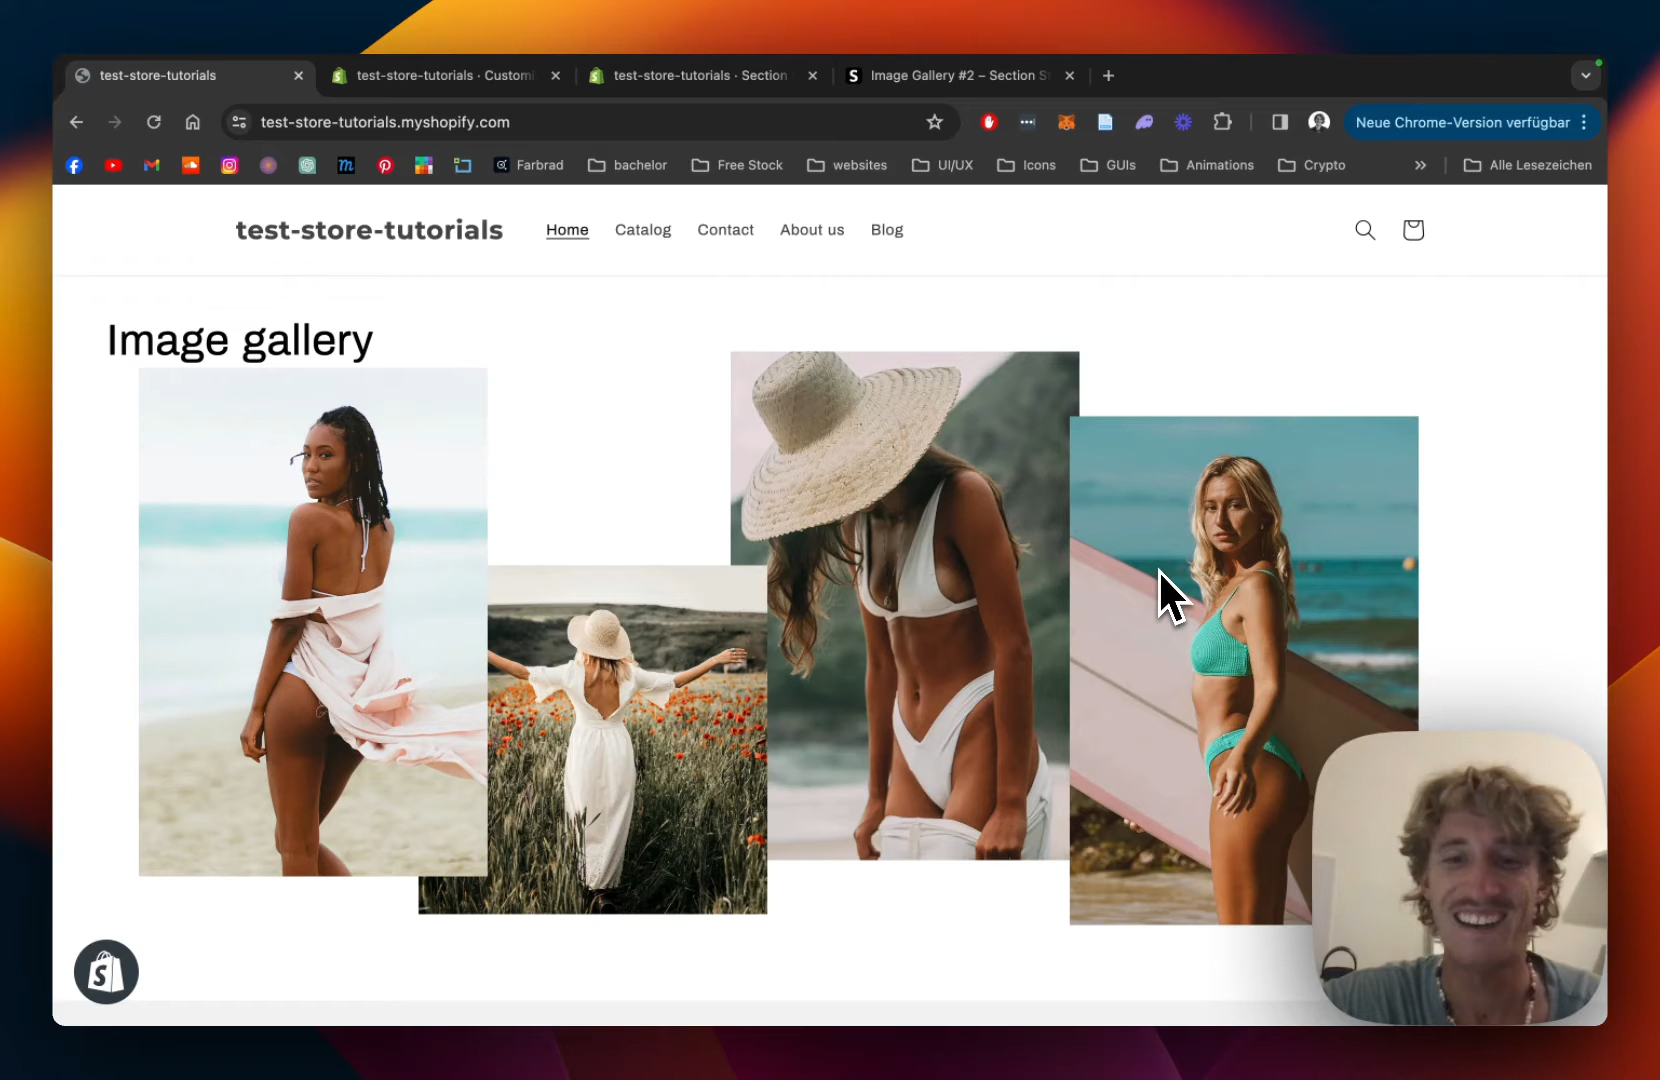 test-store-tutorials
test-store-tutorials · Customi
test-store-tutorials · Section
Image Gallery #2 – Section S
test-store-tutorials.myshopify.com
Neue Chrome-Version verfügbar
Farbrad
bachelor
Free Stock
websites
UI/UX
Icons
GUIs
Animations
Crypto
Alle Lesezeichen
test-store-tutorials
Home
Catalog
Contact
About us
Blog
Image gallery